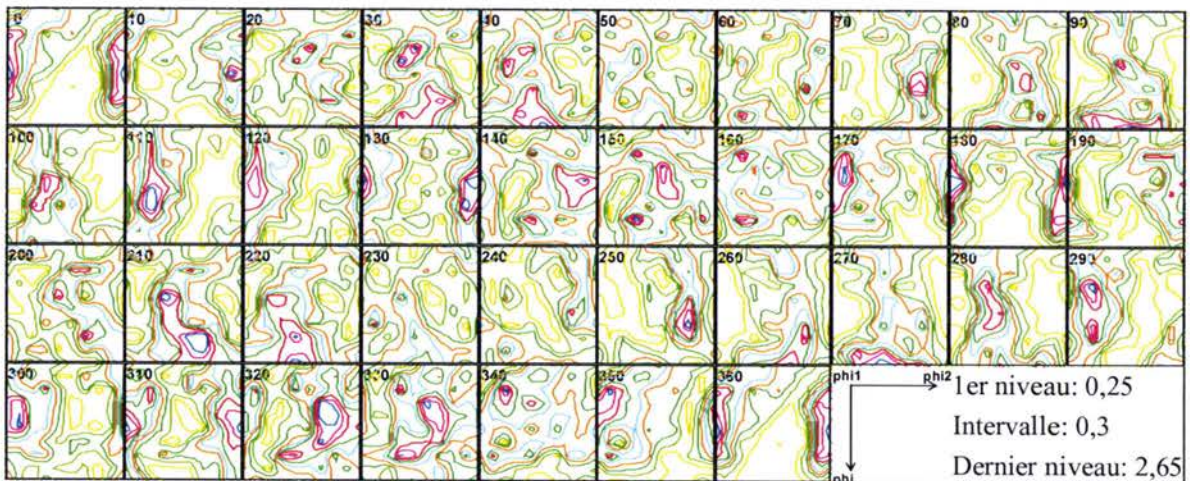 0 10 20 30 40 50 60 70 80 90
100 110 120 130 140 150 160 170 180 190
200 210 220 230 240 250 260 270 280 290
300 310 320 330 340 350 360
phi1 phi2
1er niveau: 0,25
Intervalle: 0,3
Dernier niveau: 2,65
phi